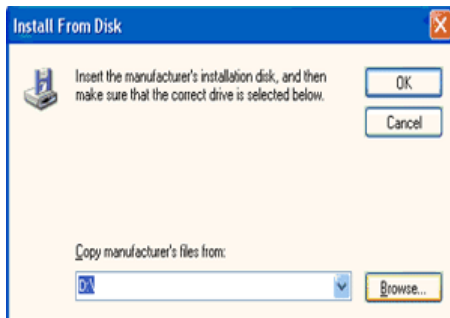 Install From Disk
Insert the manufacturer's installation disk, and then
make sure that the correct drive is selected below.
OK
Cancel
Copy manufacturer's files from:
D:\
Browse...